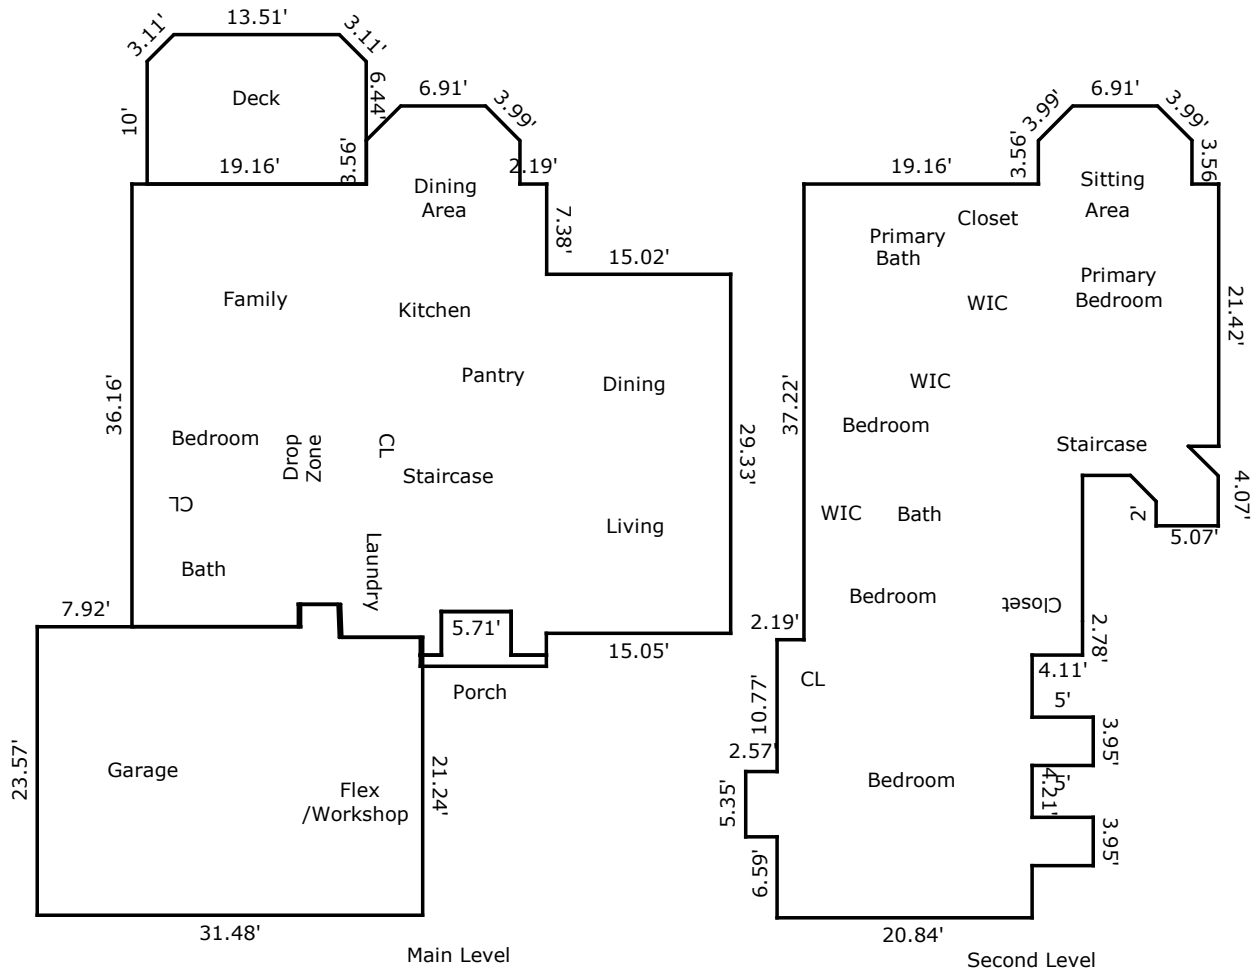 13.51'
3.11'
3.11'
6.44'
6.91'
3.99'
Deck
10'
19.16'
3.56'
2.19'
Dining
Area
7.38'
15.02'
Family
Kitchen
Pantry
Dining
36.16'
Bedroom
Drop
Zone
CL
Staircase
29.33'
CL
Living
Bath
Laundry
7.92'
5.71'
15.05'
Porch
23.57'
Garage
Flex
/Workshop
21.24'
31.48'
Main Level
6.91'
3.99'
3.99'
19.16'
3.56'
3.56
Sitting
Area
Closet
Primary
Bath
Primary
Bedroom
WIC
21.42'
WIC
37.22'
Bedroom
Staircase
4.07'
WIC
Bath
2'
5.07'
Bedroom
Closet
2.19'
2.78'
4.11'
CL
10.77'
5'
3.95'
2.57'
Bedroom
5'
4.21'
5.35'
3.95'
6.59'
20.84'
Second Level